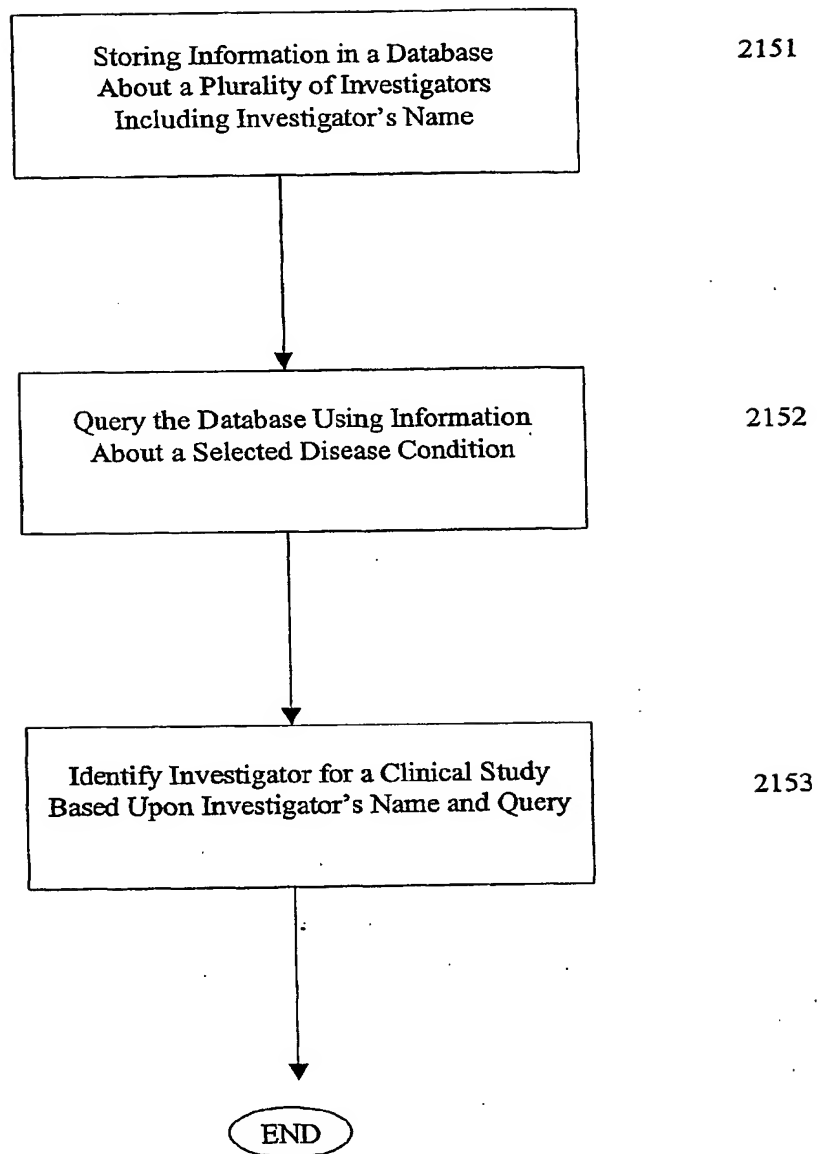 Storing Information in a Database
About a Plurality of Investigators
Including Investigator's Name
2151
Query the Database Using Information
About a Selected Disease Condition
2152
Identify Investigator for a Clinical Study
Based Upon Investigator's Name and Query
2153
END